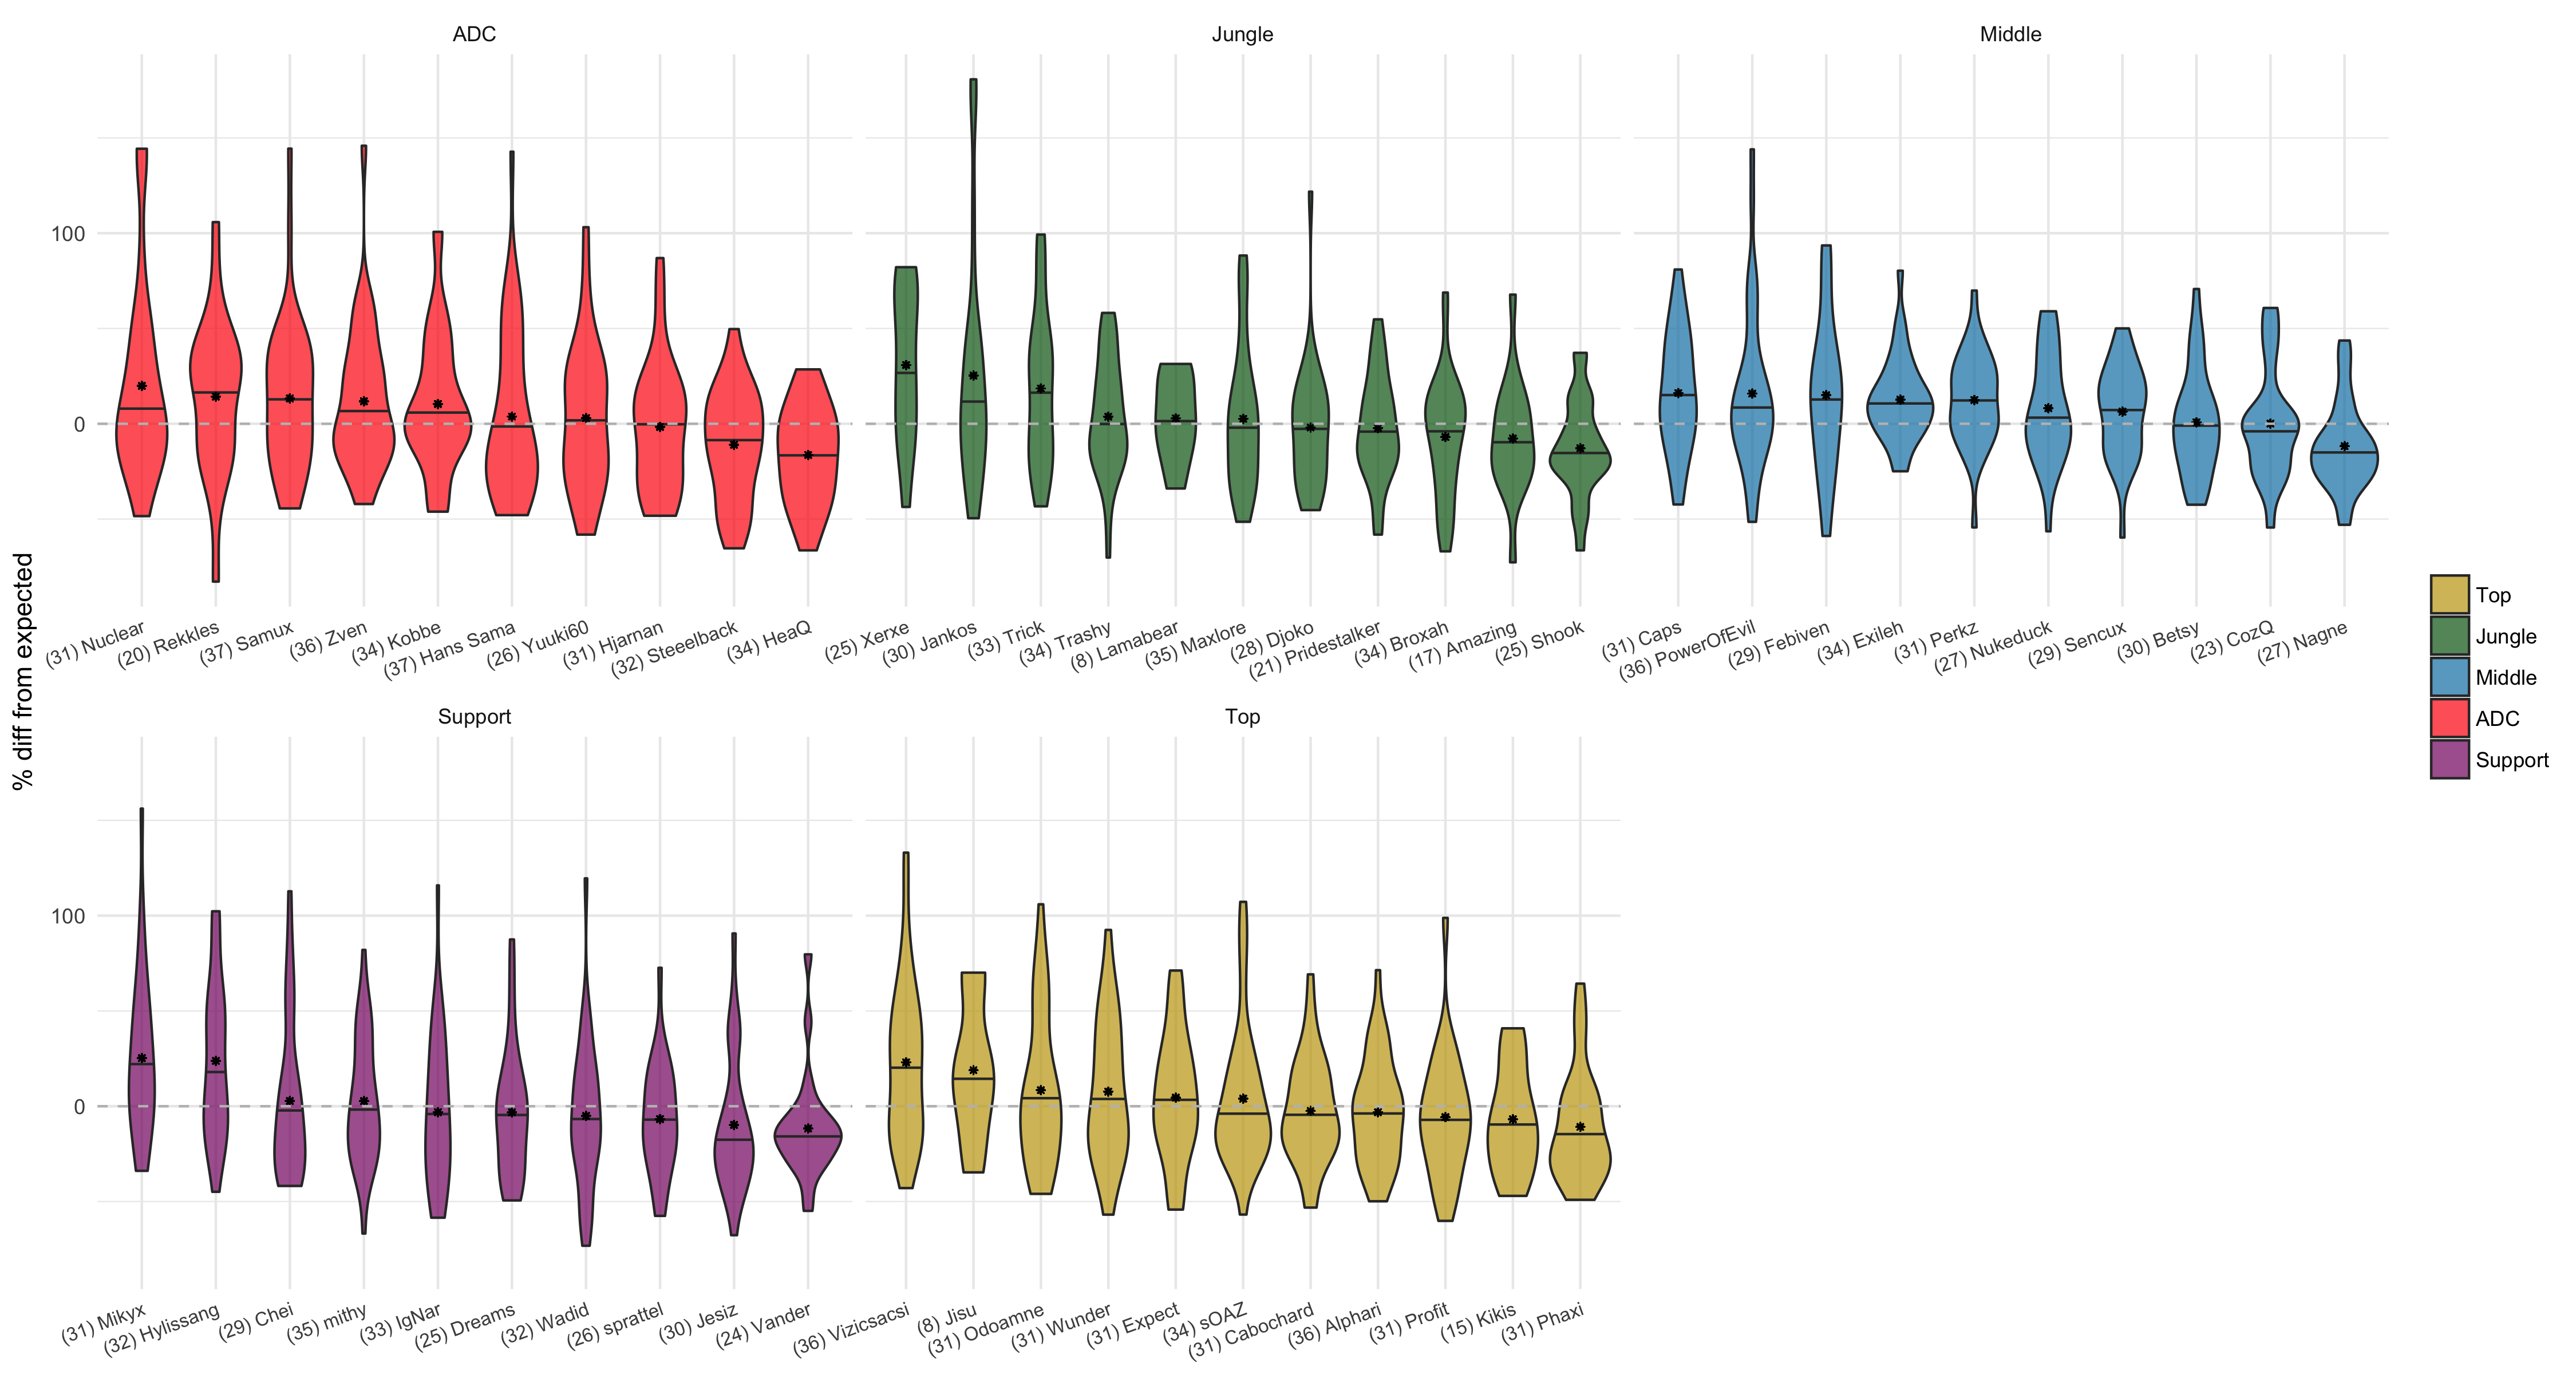 ADC
Jungle
Middle
% diff from expected
100
0
(31) Nuclear
(20) Rekkles
(37) Samux
(36) Zven
(34) Kobbe
(37) Hans Sama
(26) Yuuki60
(31) Hjarnan
(32) Steeelback
(34) HeaQ
(25) Xerxe
(30) Jankos
(33) Trick
(34) Trashy
(8) Lamabear
(35) Maxlore
(28) Djoko
(21) Pridestalker
(34) Broxah
(17) Amazing
(25) Shook
(31) Caps
(36) PowerOfEvil
(29) Febiven
(34) Exileh
(31) Perkz
(27) Nukeduck
(29) Sencux
(30) Betsy
(23) CozQ
(27) Nagne
Support
Top
100
0
(31) Mikyx
(32) Hylissang
(29) Chei
(35) mithy
(33) IgNar
(25) Dreams
(32) Wadid
(26) sprattel
(30) Jesiz
(24) Vander
(36) Vizicsacsi
(8) Jisu
(31) Odoamne
(31) Wunder
(31) Expect
(34) sOAZ
(31) Cabochard
(36) Alphari
(31) Profit
(15) Kikis
(31) Phaxi
Top
Jungle
Middle
ADC
Support